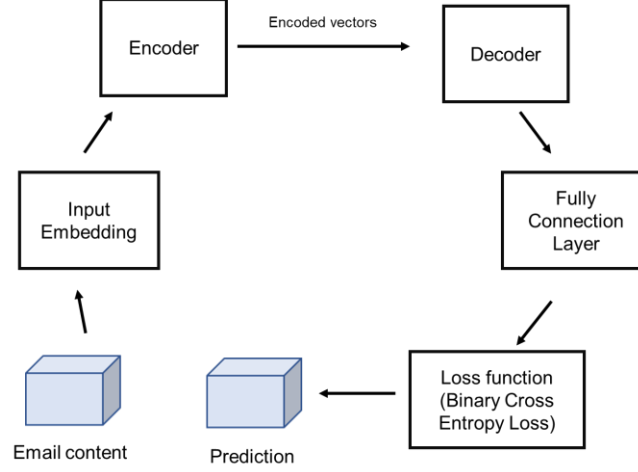 Encoded vectors
Encoder
Decoder
Input
Embedding
Fully
Connection
Layer
Loss function
(Binary Cross
Entropy Loss)
Email content
Prediction